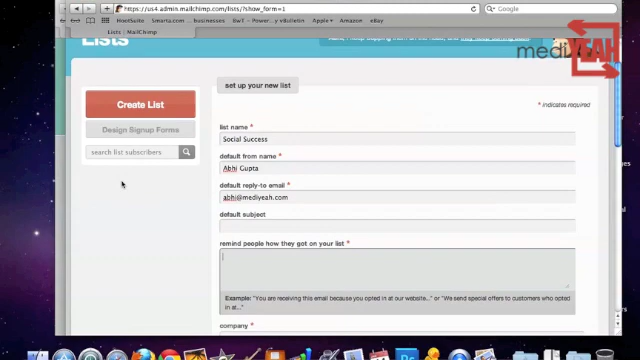 https://us4.admin.mailchimp.com/lists/?show_form=1
Google
HootSuite
Smarta.com
businesses
Apple
Amazon
eBay
Lists | MailChimp
Lists
mediYEAH
set up your new list
Create List
* indicates required
Design Signup Forms
list name *
Social Success
search list subscribers
default from name *
Abhi Gupta
default reply-to email *
abhi@mediyeah.com
default subject
remind people how they got on your list *
Example: "You are receiving this email because you opted in at our website..." or "We send special offers to customers who opted
in at..."
company *